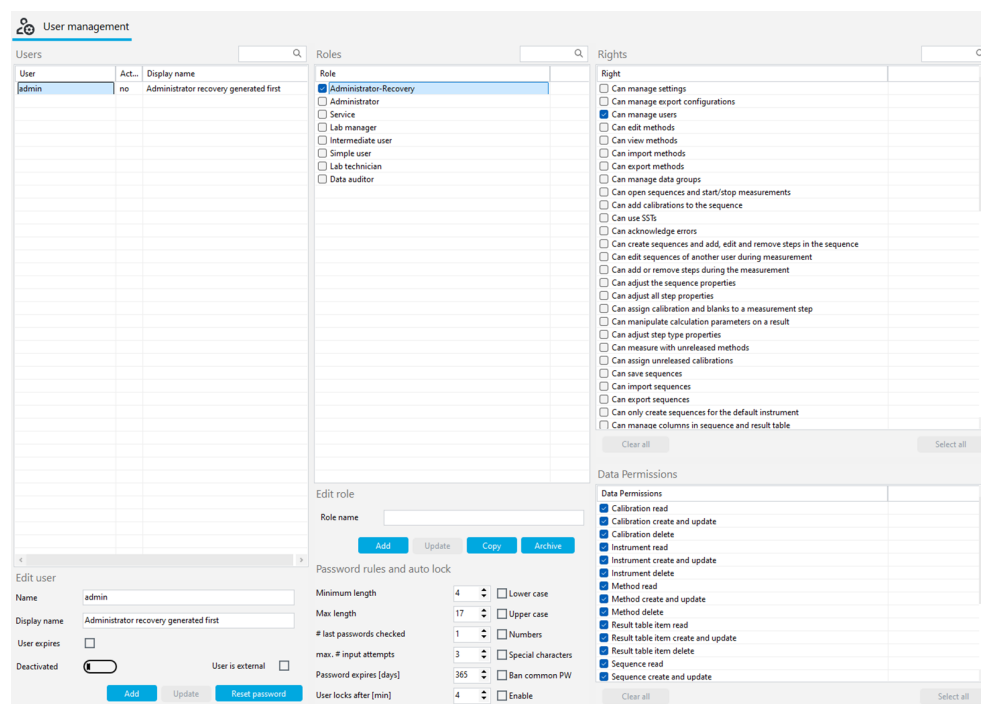 User management
Users
User Act... Display name
admin no Administrator recovery generated first
Edit user
Name admin
Display name Administrator recovery generated first
User expires
Deactivated User is external
Add Update Reset password
Roles
Role
Administrator-Recovery
Administrator
Service
Lab manager
Intermediate user
Simple user
Lab technician
Data auditor
Edit role
Role name
Add Update Copy Archive
Password rules and auto lock
Minimum length 4 Lower case
Max length 17 Upper case
# last passwords checked 1 Numbers
max. # input attempts 3 Special characters
Password expires [days] 365 Ban common PW
User locks after [min] 4 Enable
Rights
Right
Can manage settings
Can manage export configurations
Can manage users
Can edit methods
Can view methods
Can import methods
Can export methods
Can manage data groups
Can open sequences and start/stop measurements
Can add calibrations to the sequence
Can use SSTs
Can acknowledge errors
Can create sequences and add, edit and remove steps in the sequence
Can edit sequences of another user during measurement
Can add or remove steps during the measurement
Can adjust the sequence properties
Can adjust all step properties
Can assign calibration and blanks to a measurement step
Can manipulate calculation parameters on a result
Can adjust step type properties
Can measure with unreleased methods
Can assign unreleased calibrations
Can save sequences
Can import sequences
Can export sequences
Can only create sequences for the default instrument
Can manage columns in sequence and result table
Clear all Select all
Data Permissions
Data Permissions
Calibration read
Calibration create and update
Calibration delete
Instrument read
Instrument create and update
Instrument delete
Method read
Method create and update
Method delete
Result table item read
Result table item create and update
Result table item delete
Sequence read
Sequence create and update
Clear all Select all